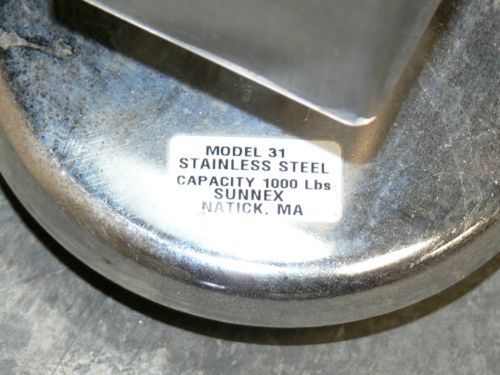 MODEL 31
STAINLESS STEEL
CAPACITY 1000 Lbs
SUNNEX
NATICK, MA